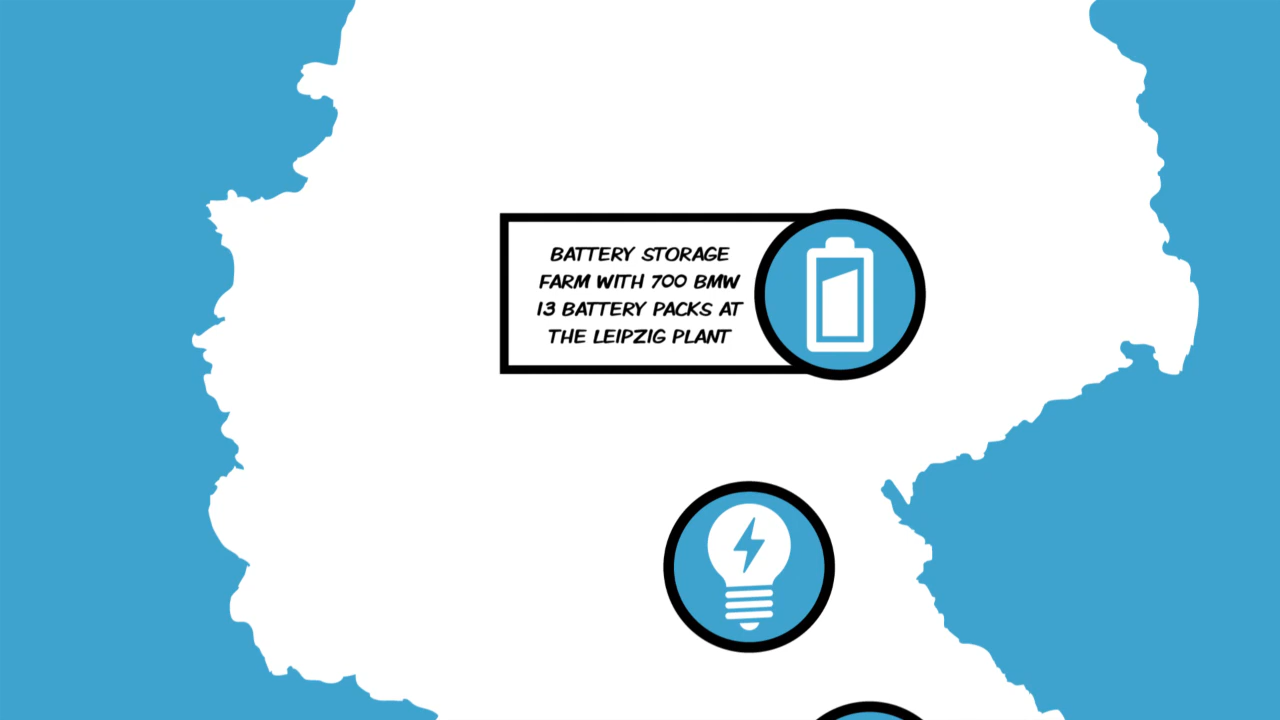 BATTERY STORAGE
FARM WITH 700 BMW
I3 BATTERY PACKS AT
THE LEIPZIG PLANT